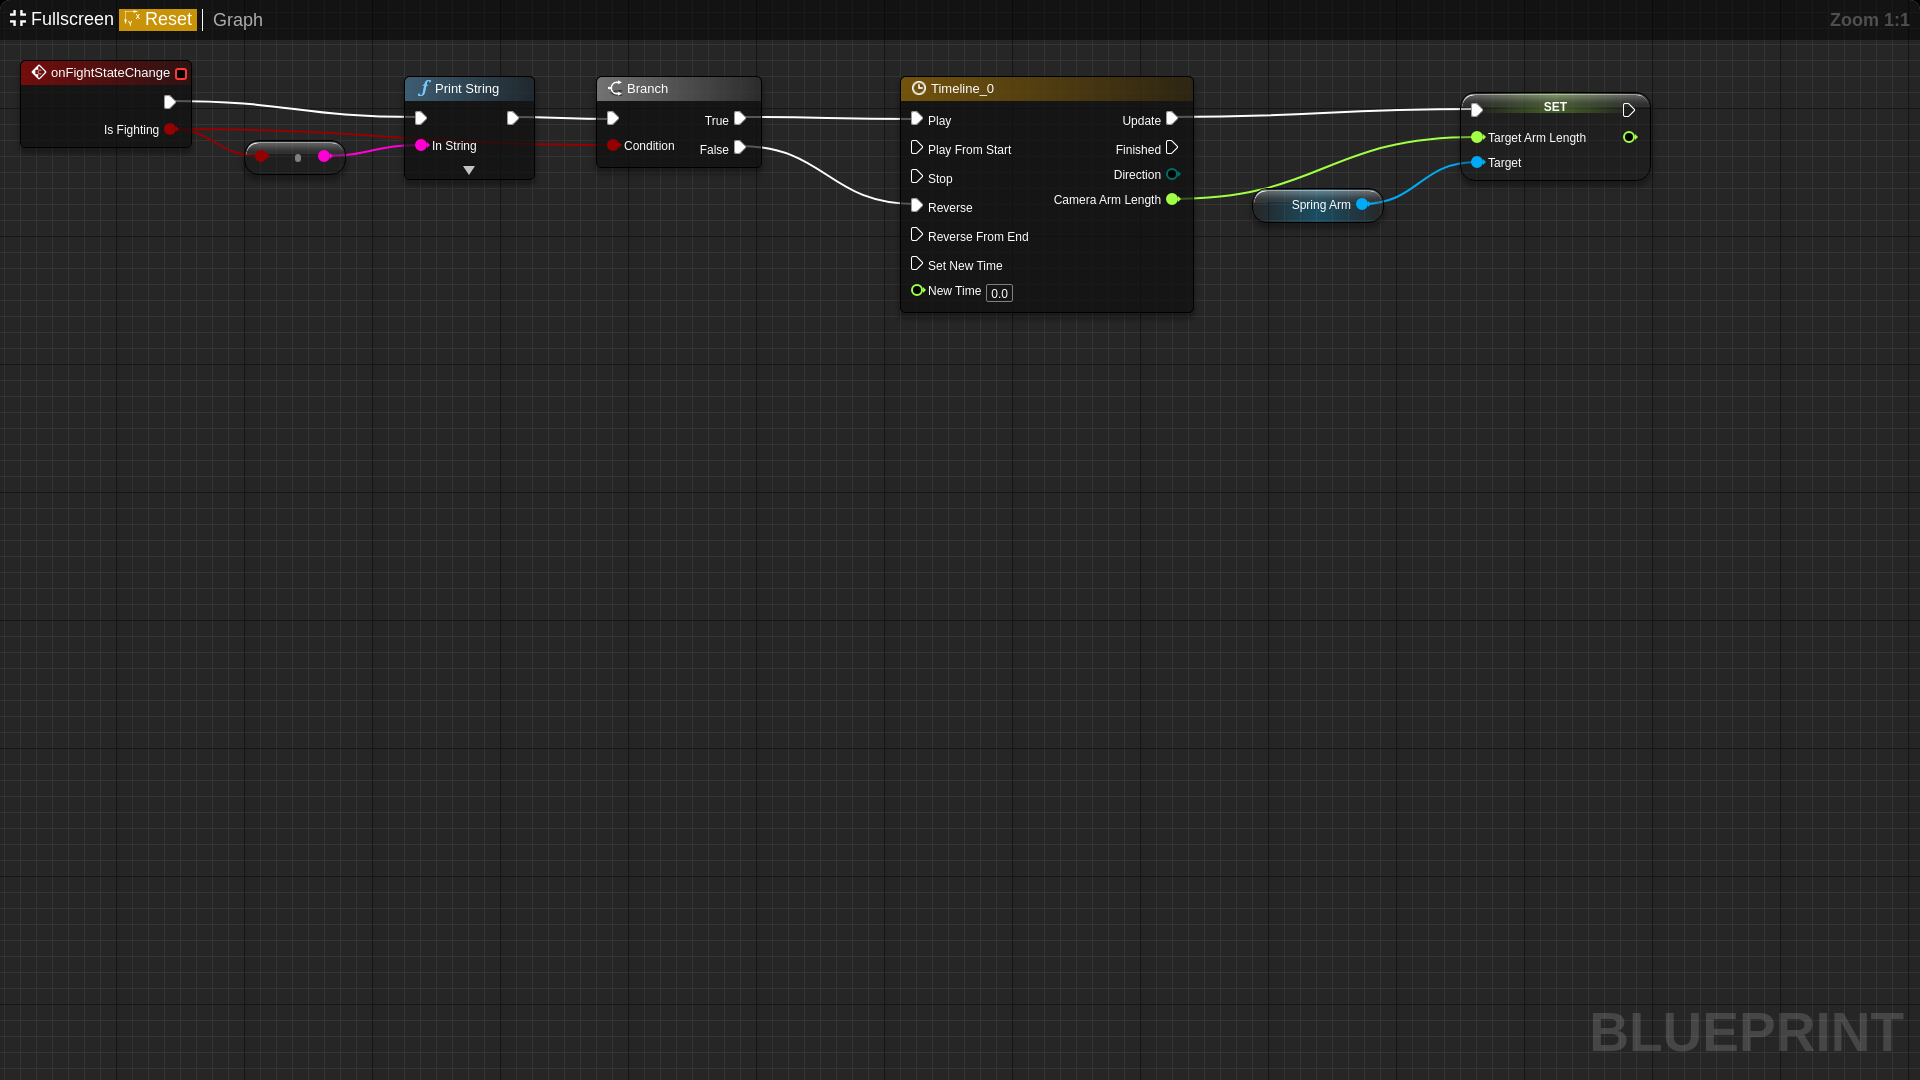 Fullscreen Reset Graph Zoom 1:1
onFightStateChange
Is Fighting
Print String
In String
Branch
True
Condition
False
Timeline_0
Play Update
Play From Start Finished
Stop Direction
Camera Arm Length
Reverse
Reverse From End
Set New Time
New Time 0.0
Spring Arm
SET
Target Arm Length
Target
BLUEPRINT